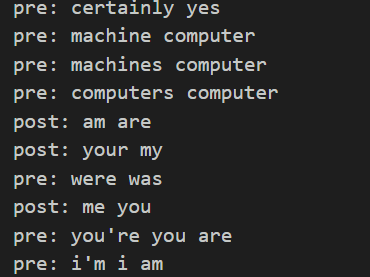 pre: certainly yes
pre: machine computer
pre: machines computer
pre: computers computer
post: am are
post: your my
pre: were was
post: me you
pre: you're you are
pre: i'm i am